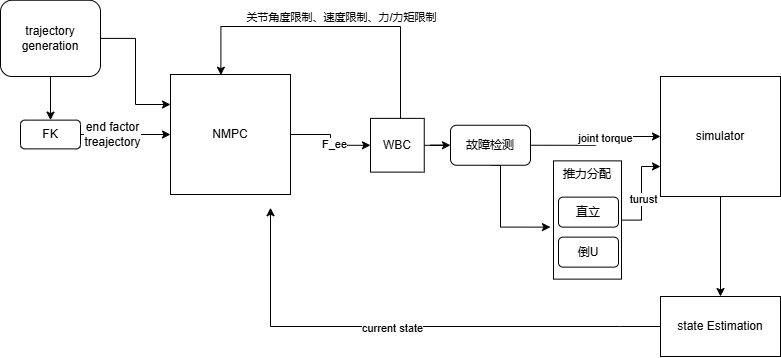 关节角度限制、速度限制、力/力矩限制
trajectory
generation
FK
end factor
treajectory
NMPC
F_ee
WBC
故障检测
joint torque
simulator
推力分配
直立
倒U
turust
current state
state Estimation